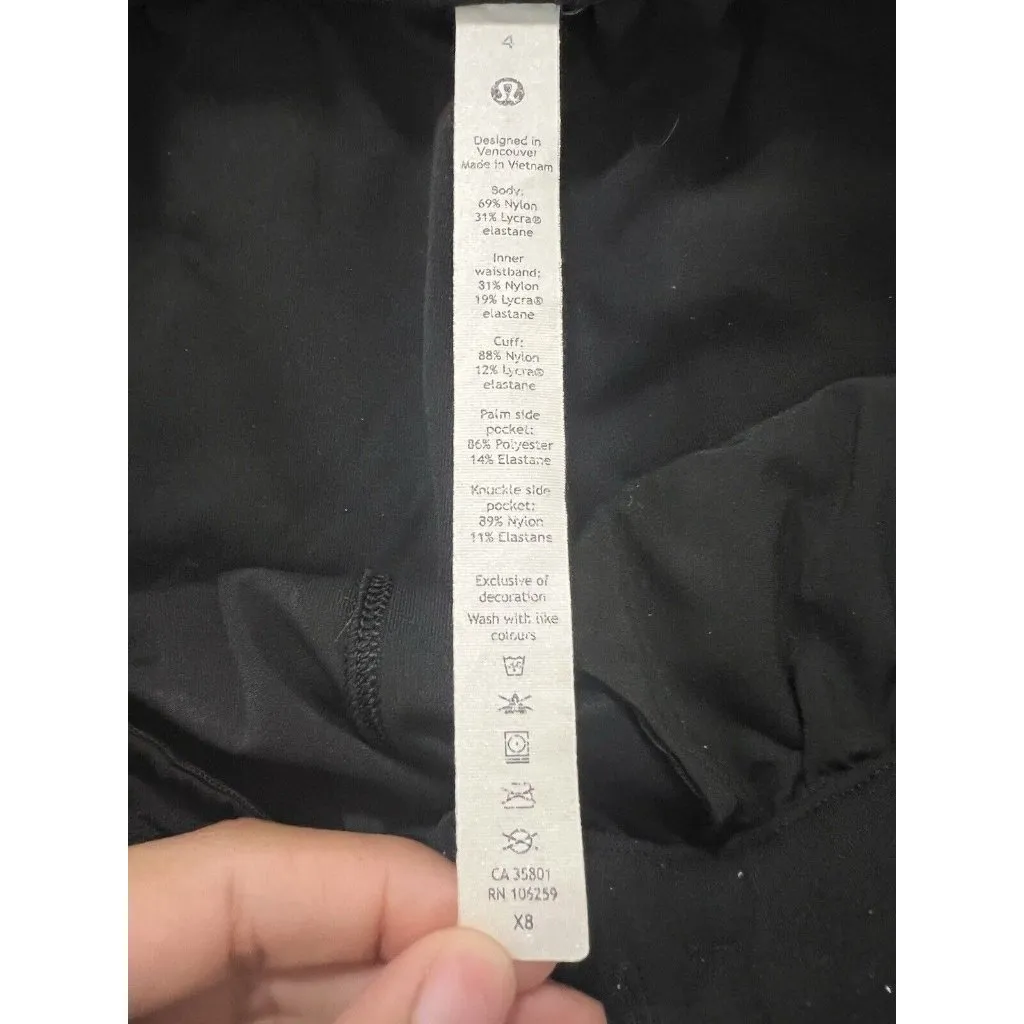 4
Designed in
Vancouver
Made in Vietnam
Body:
69% Nylon
31% Lycra®
elastane
Inner
waistband:
81% Nylon
19% Lycra®
elastane
Cuff:
88% Nylon
12% Lycra®
elastane
Palm side
pocket:
86% Polyester
14% Elastane
Knuckle side
pocket:
89% Nylon
11% Elastane
Exclusive of
decoration
Wash with like
colours
CA 35801
RN 106259
X8